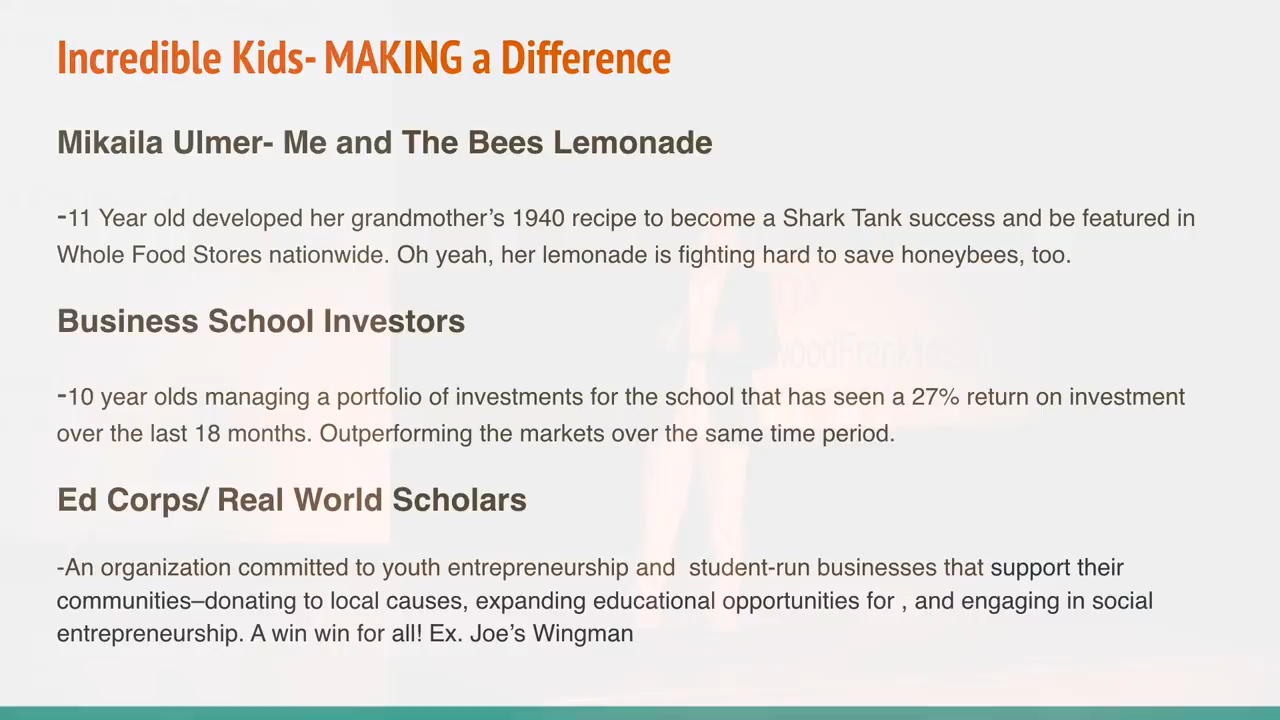 Incredible Kids- MAKING a Difference
Mikaila Ulmer- Me and The Bees Lemonade
-11 Year old developed her grandmother’s 1940 recipe to become a Shark Tank success and be featured in
Whole Food Stores nationwide. Oh yeah, her lemonade is fighting hard to save honeybees, too.
Business School Investors
-10 year olds managing a portfolio of investments for the school that has seen a 27% return on investment
over the last 18 months. Outperforming the markets over the same time period.
Ed Corps/ Real World Scholars
-An organization committed to youth entrepreneurship and  student-run businesses that support their
communities–donating to local causes, expanding educational opportunities for , and engaging in social
entrepreneurship. A win win for all! Ex. Joe’s Wingman